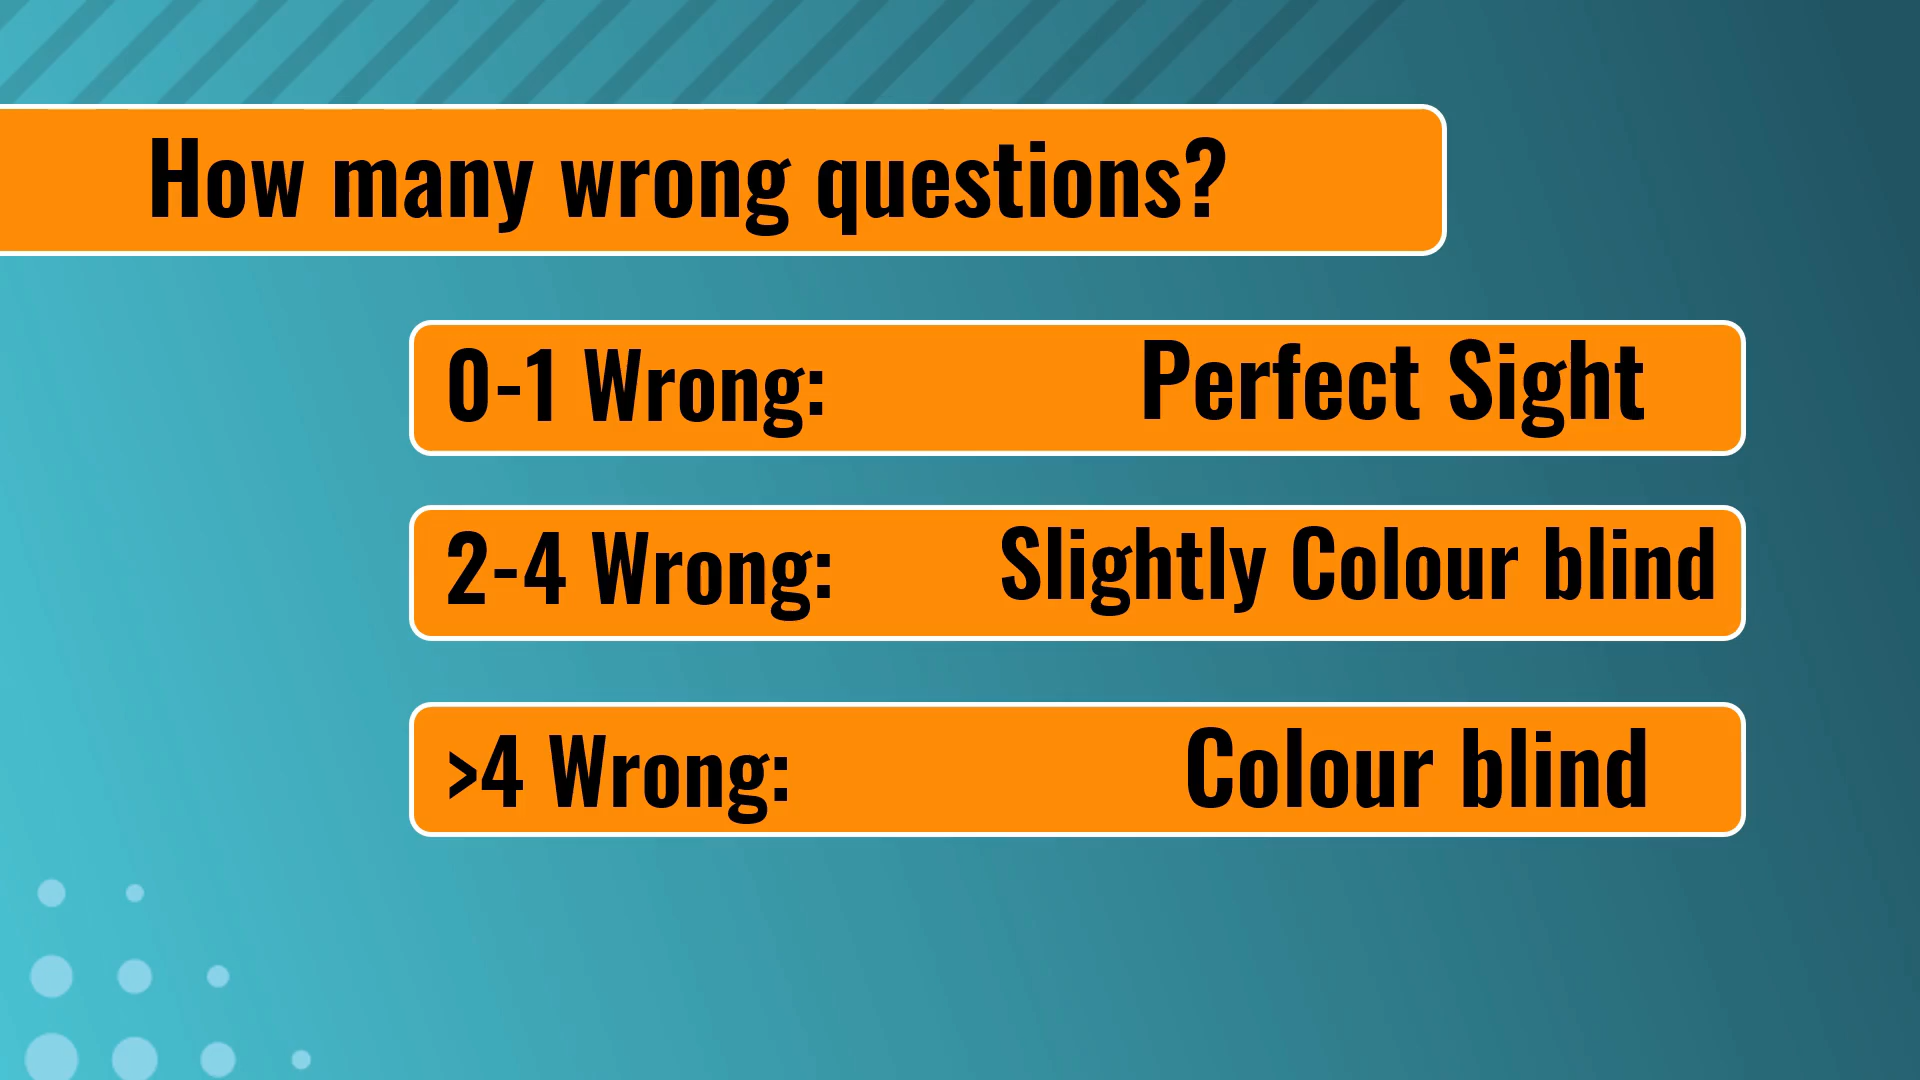 How many wrong questions?
0-1 Wrong: Perfect Sight
2-4 Wrong: Slightly Colour blind
>4 Wrong: Colour blind